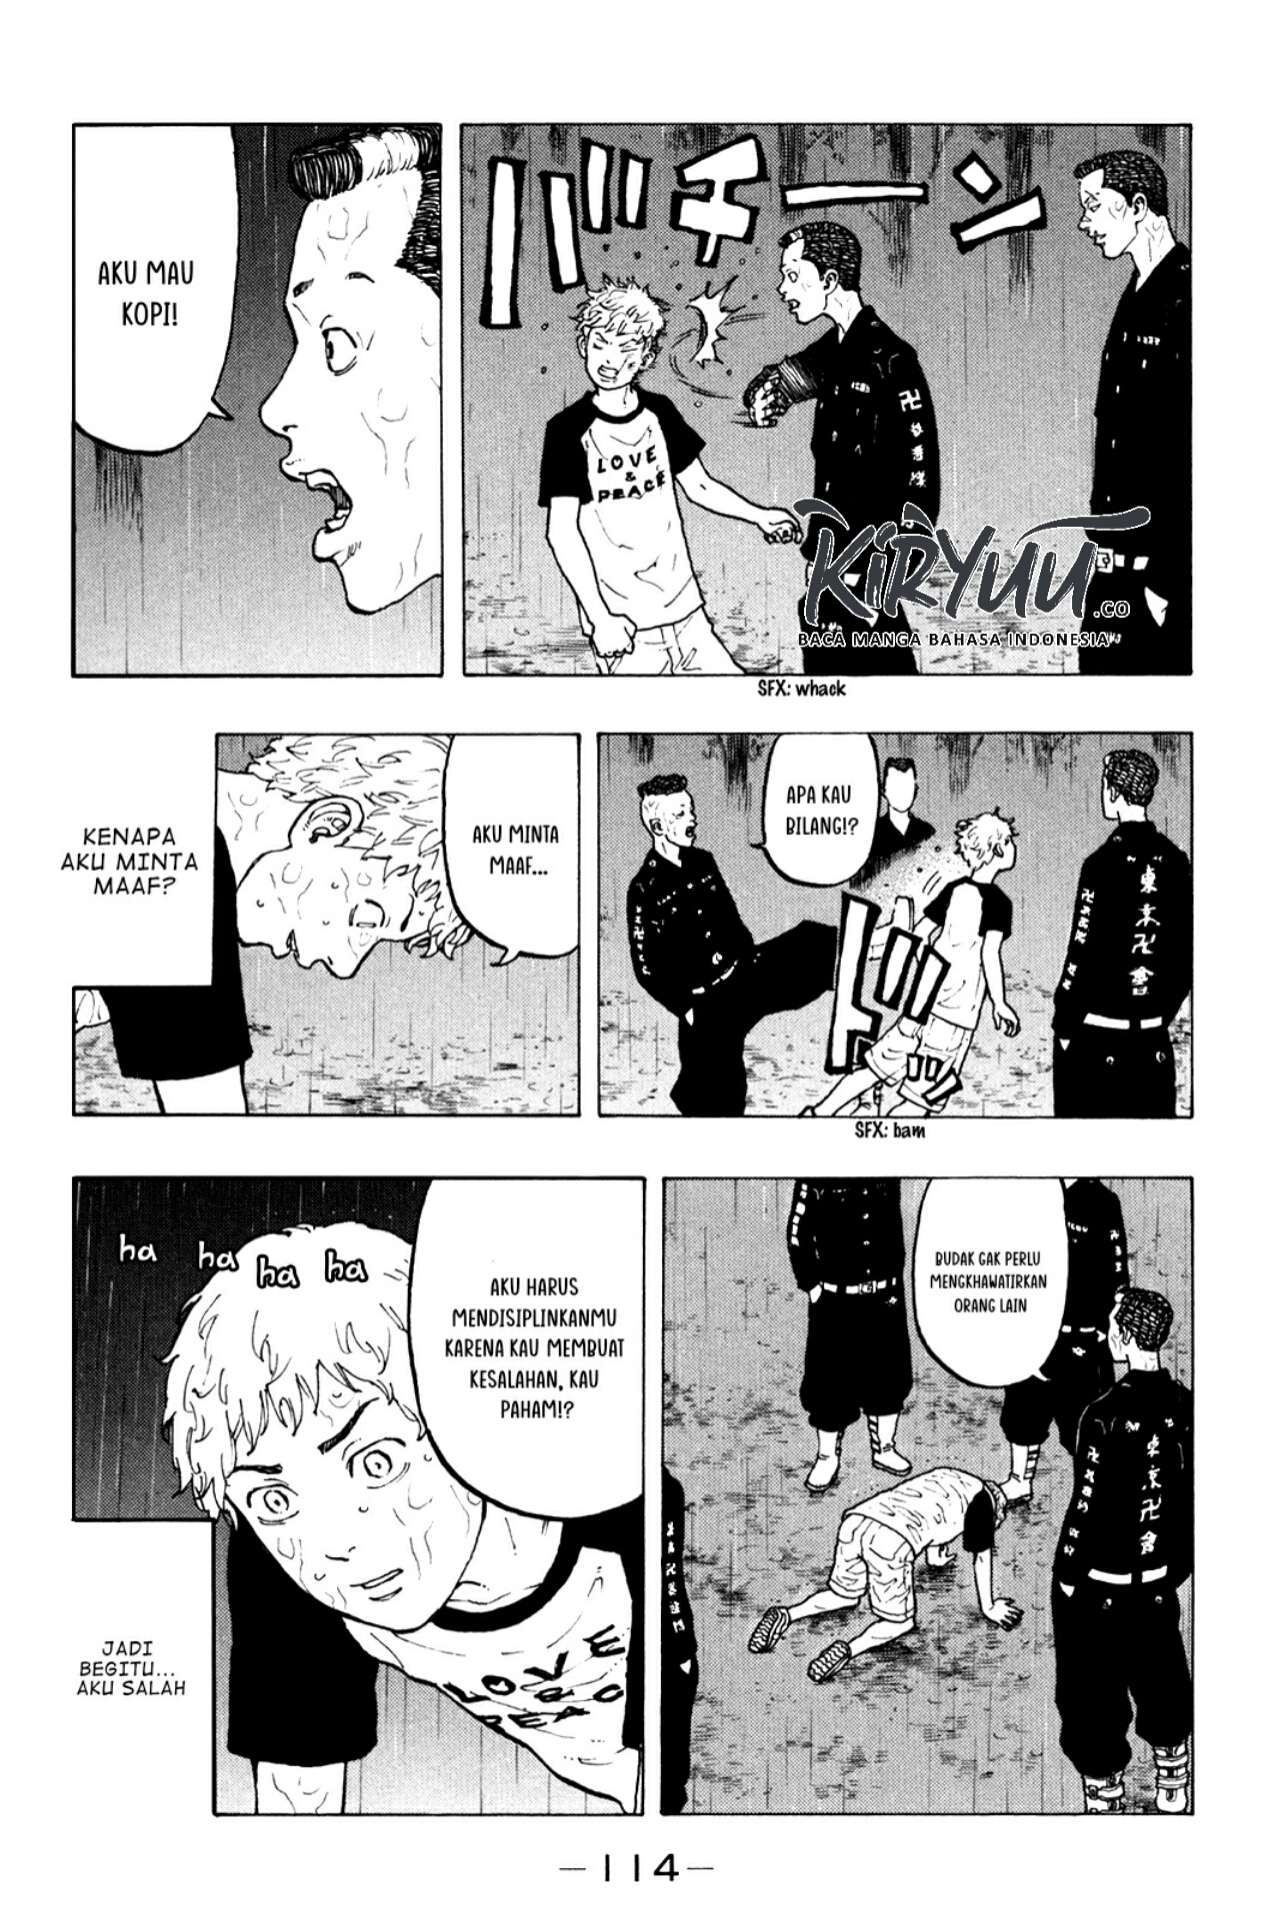 バチーン
LOVE
&
PEACE
KiRYUU
.CO
BACA MANGA BAHASA INDONESIA
SFX: whack
AKU MAU
KOPI!
APA KAU
BILANG!?
東京卍會
SFX: bam
AKU MINTA
MAAF...
KENAPA
AKU MINTA
MAAF?
BUDAK GAK PERLU
MENGKHAWATIRKAN
ORANG LAIN
東京卍會
ha ha ha ha
AKU HARUS
MENDISIPLINKANMU
KARENA KAU MEMBUAT
KESALAHAN, KAU
PAHAM!?
LOVE
&
PEAC
JADI
BEGITU...
AKU SALAH
—114—